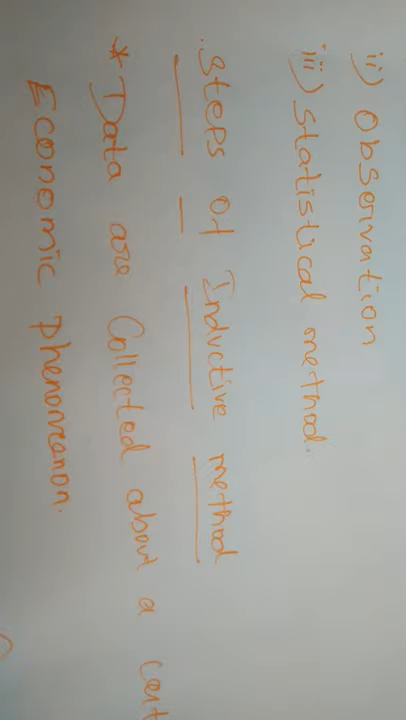 ii) Observation
iii) Statistical method.
.Steps of Inductive method
* Data are Collected about a
Economic Phenomenon.